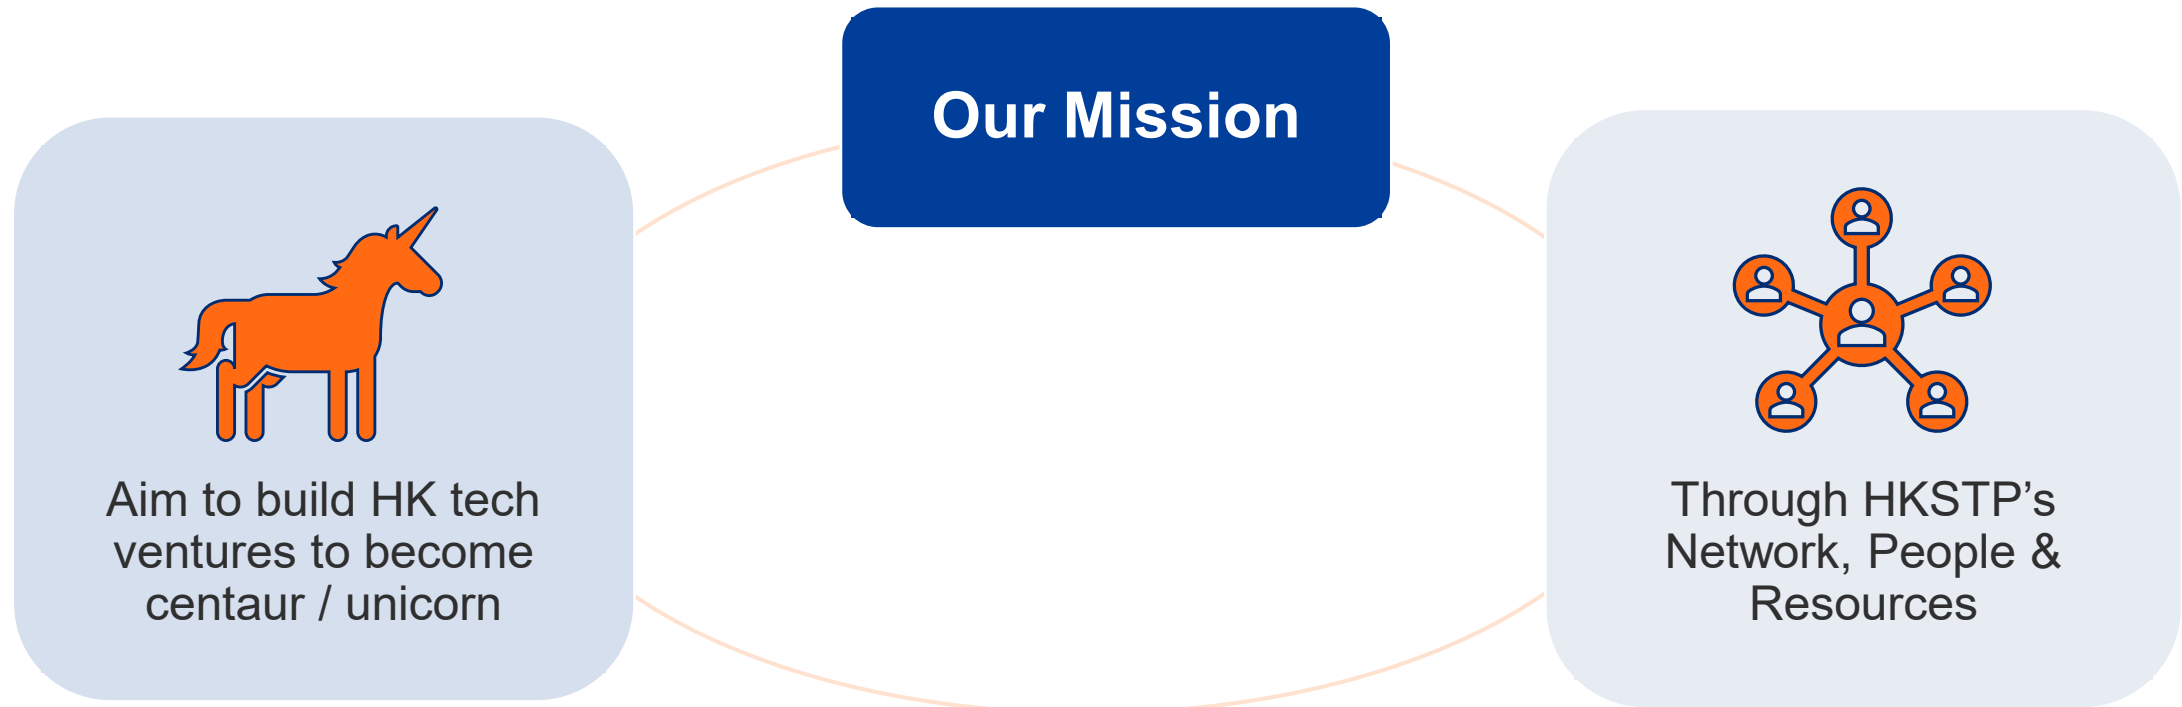 Our Mission
Aim to build HK tech
ventures to become
centaur / unicorn
Through HKSTP’s
Network, People &
Resources